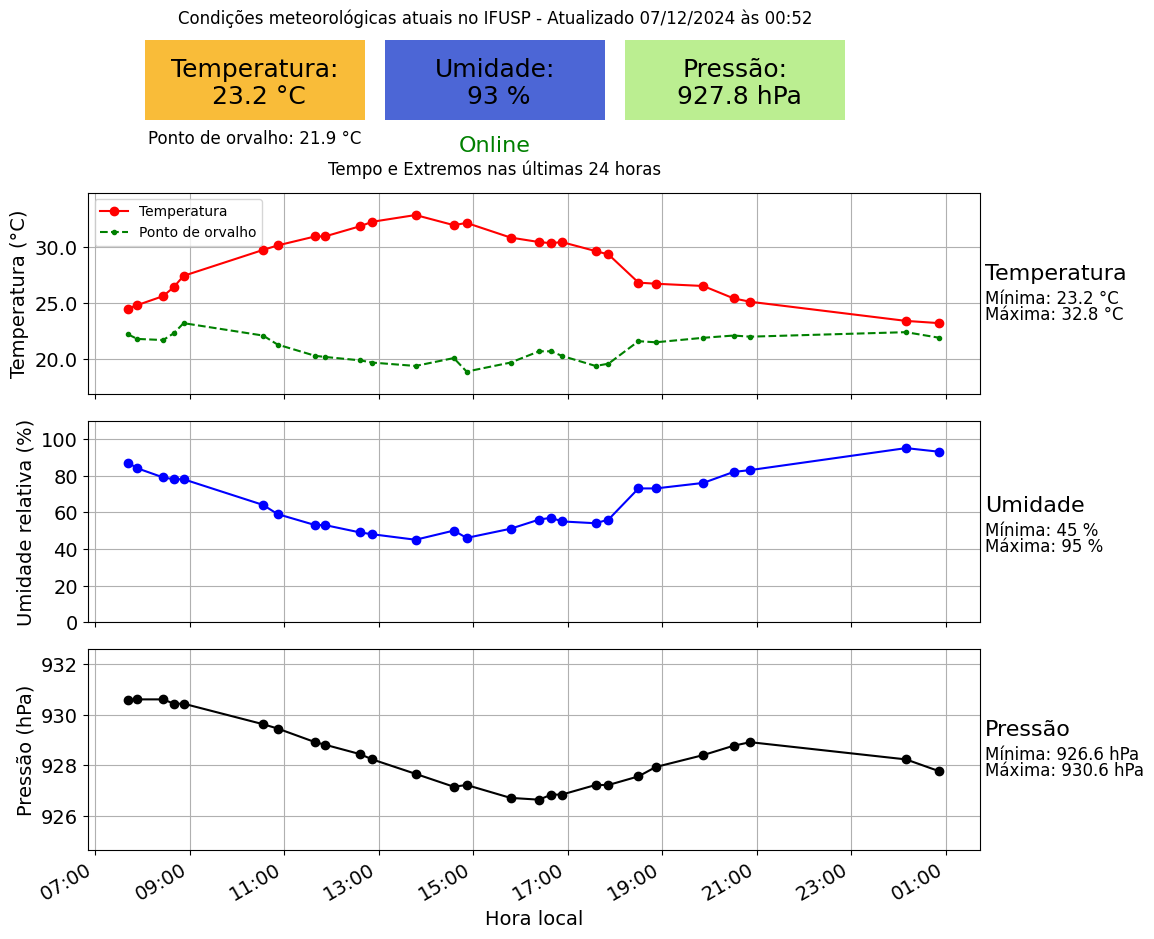 Condições meteorológicas atuais no IFUSP - Atualizado 07/12/2024 às 00:52
Temperatura:
23.2 °C
Umidade:
93 %
Pressão:
927.8 hPa
Ponto de orvalho: 21.9 °C
Online
Tempo e Extremos nas últimas 24 horas
Temperatura (°C)
30.0
25.0
20.0
Temperatura
Ponto de orvalho
Temperatura
Mínima: 23.2 °C
Máxima: 32.8 °C
Umidade relativa (%)
100
80
60
40
20
0
Umidade
Mínima: 45 %
Máxima: 95 %
Pressão (hPa)
932
930
928
926
Pressão
Mínima: 926.6 hPa
Máxima: 930.6 hPa
07:00
09:00
11:00
13:00
15:00
17:00
19:00
21:00
23:00
01:00
Hora local